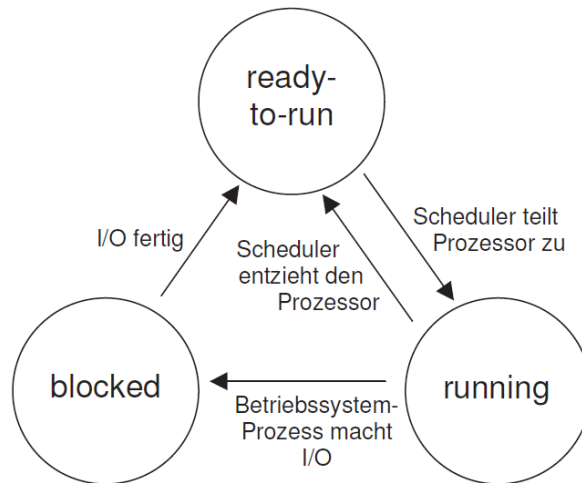 ready-
to-run
I/O fertig
Scheduler
entzieht den
Prozessor
Scheduler teilt
Prozessor zu
blocked
running
Betriebssystem-
Prozess macht
I/O